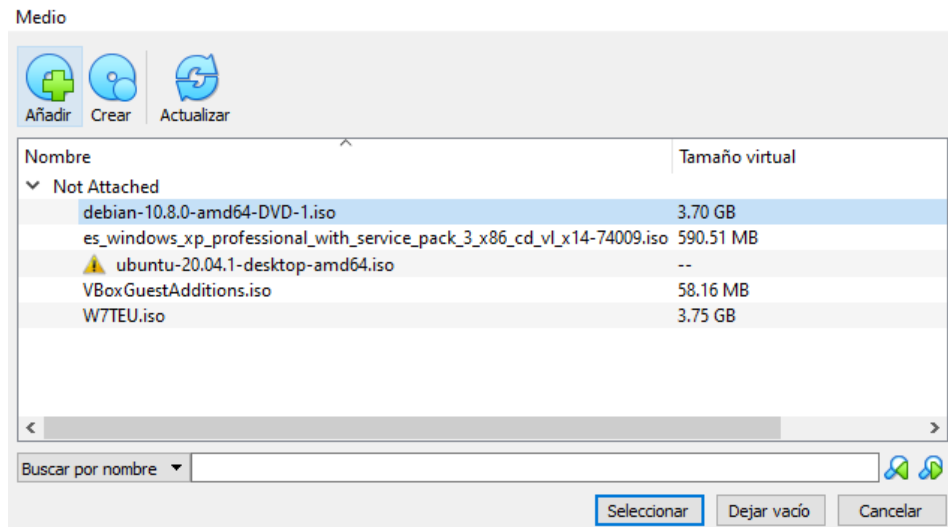 Medio
Añadir Crear Actualizar
Nombre Tamaño virtual
Not Attached
debian-10.8.0-amd64-DVD-1.iso 3.70 GB
es_windows_xp_professional_with_service_pack_3_x86_cd_vl_x14-74009.iso 590.51 MB
ubuntu-20.04.1-desktop-amd64.iso --
VBoxGuestAdditions.iso 58.16 MB
W7TEU.iso 3.75 GB
Buscar por nombre
Seleccionar Dejar vacío Cancelar